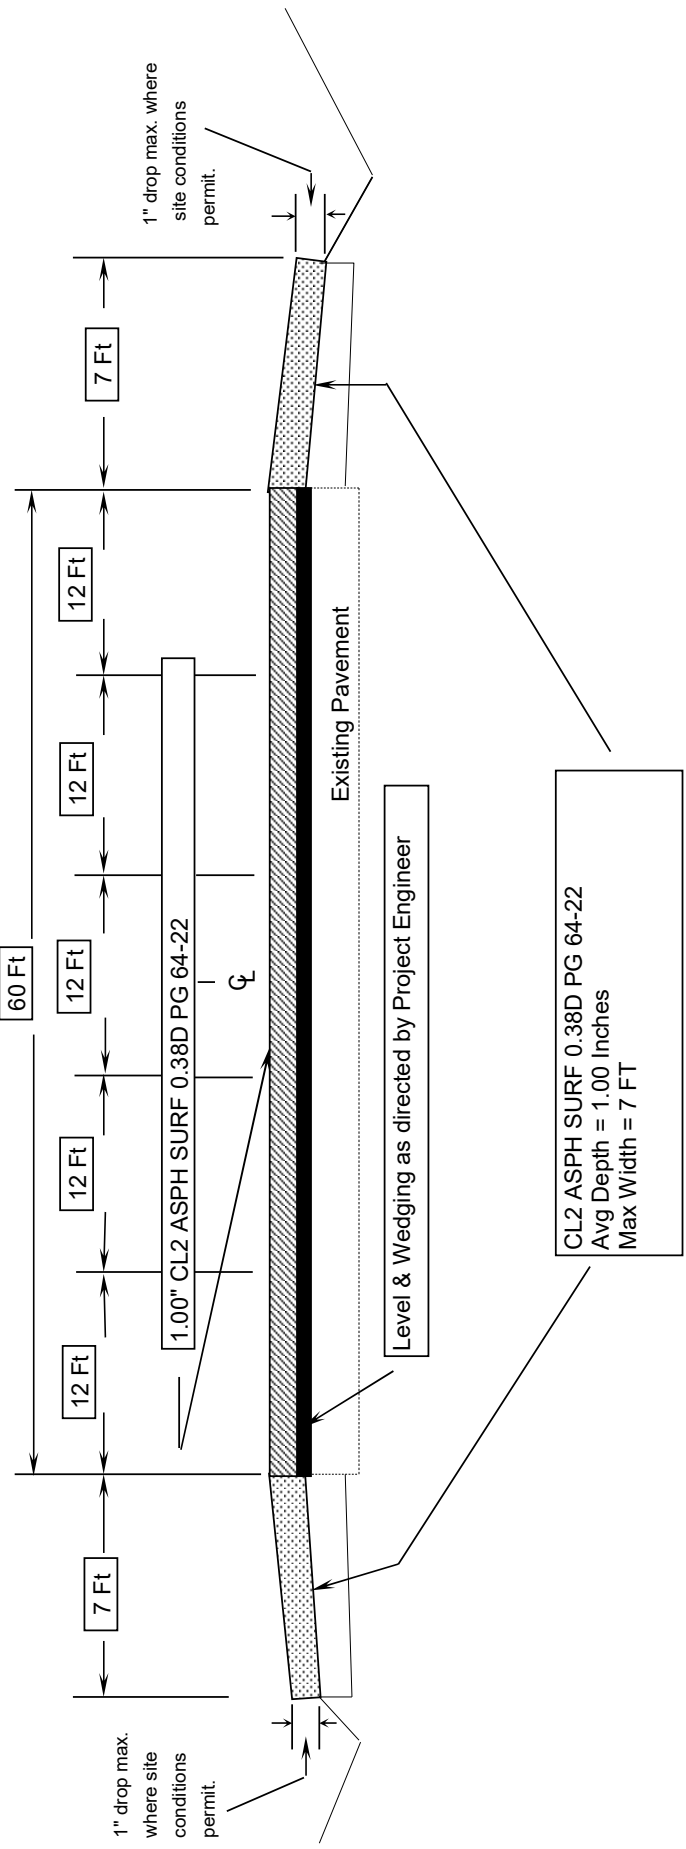 60 Ft
7 Ft
12 Ft
12 Ft
12 Ft
12 Ft
12 Ft
7 Ft
1" drop max.
where site
conditions
permit.
1.00" CL2 ASPH SURF 0.38D PG 64-22
℄
1" drop max. where
site conditions
permit.
Existing Pavement
Level & Wedging as directed by Project Engineer
CL2 ASPH SURF 0.38D PG 64-22
Avg Depth = 1.00 Inches
Max Width = 7 FT